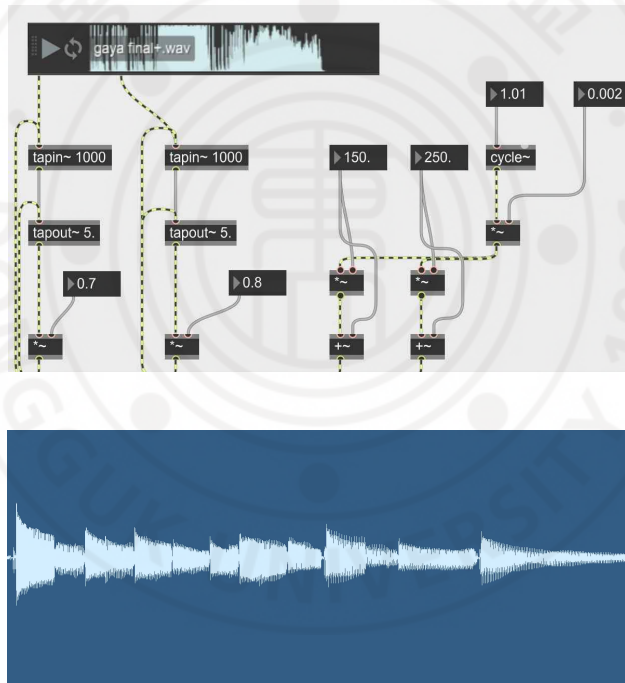 gaya final+.wav
1.01
0.002
tapin~ 1000
tapin~ 1000
150.
250.
cycle~
tapout~ 5.
tapout~ 5.
*~
0.7
0.8
*~
*~
*~
*~
+~
+~
UNIVERSITY